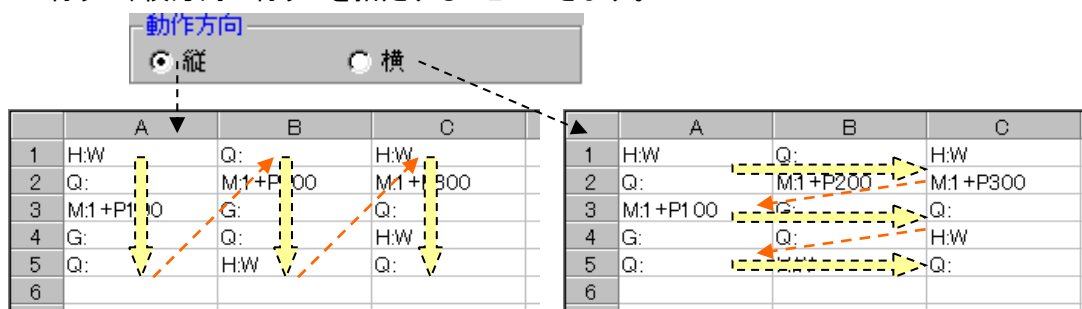 動作方向
縦 横
A B C
1 H:W Q: H:W
2 Q: M:1+P200 M:1+P300
3 M:1+P100 G: Q:
4 G: Q: H:W
5 Q: H:W Q:
6
A B C
1 H:W Q: H:W
2 Q: M:1+P200 M:1+P300
3 M:1+P100 G: Q:
4 G: Q: H:W
5 Q: H:W Q:
6